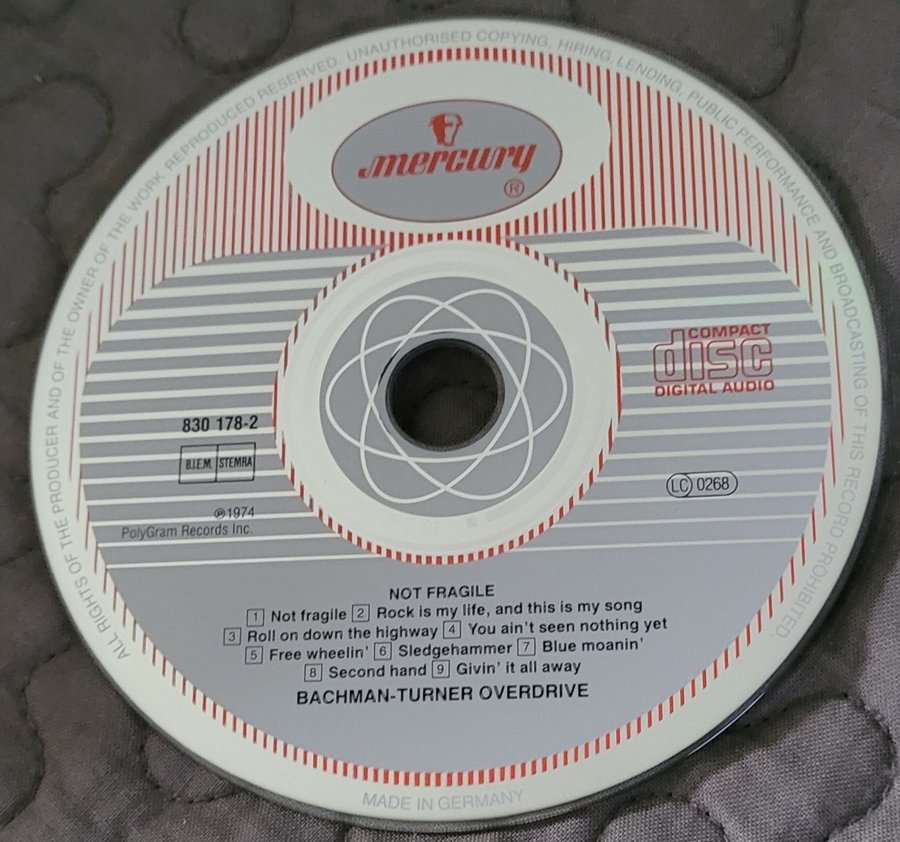 ALL RIGHTS OF THE PRODUCER AND OF THE OWNER OF THE WORK REPRODUCED RESERVED. UNAUTHORISED COPYING, HIRING, LENDING, PUBLIC PERFORMANCE AND BROADCASTING OF THIS RECORD PROHIBITED.
mercury
®
COMPACT
disc
DIGITAL AUDIO
830 178-2
B.I.E.M. STEMRA
LC 0268
℗1974
PolyGram Records Inc.
NOT FRAGILE
1 Not fragile 2 Rock is my life, and this is my song
3 Roll on down the highway 4 You ain't seen nothing yet
5 Free wheelin' 6 Sledgehammer 7 Blue moanin'
8 Second hand 9 Givin' it all away
BACHMAN-TURNER OVERDRIVE
MADE IN GERMANY